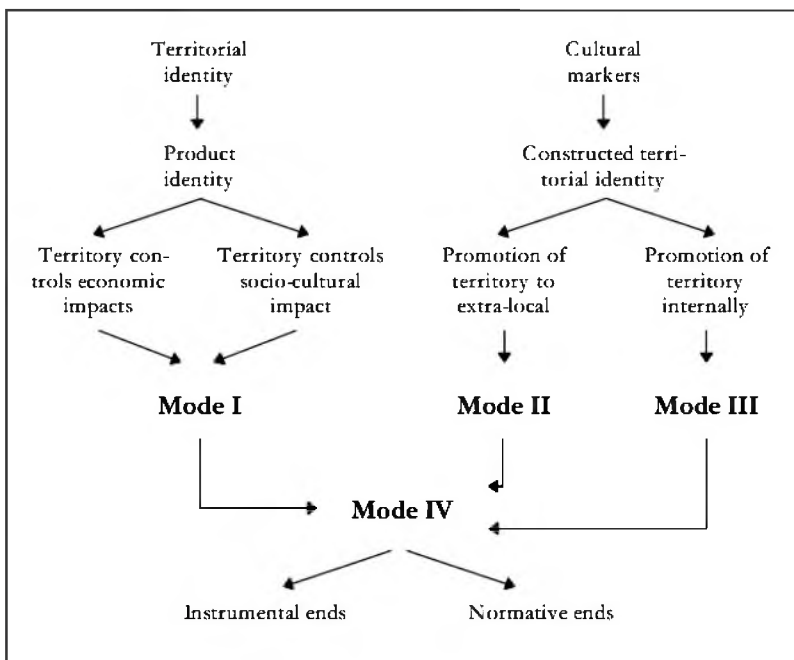 Territorial
identity
Cultural
markers
Product
identity
Constructed terri-
torial identity
Territory con-
trols economic
impacts
Territory controls
socio-cultural
impact
Promotion of
territory to
extra-local
Promotion of
territory
internally
Mode I
Mode II
Mode III
Mode IV
Instrumental ends
Normative ends